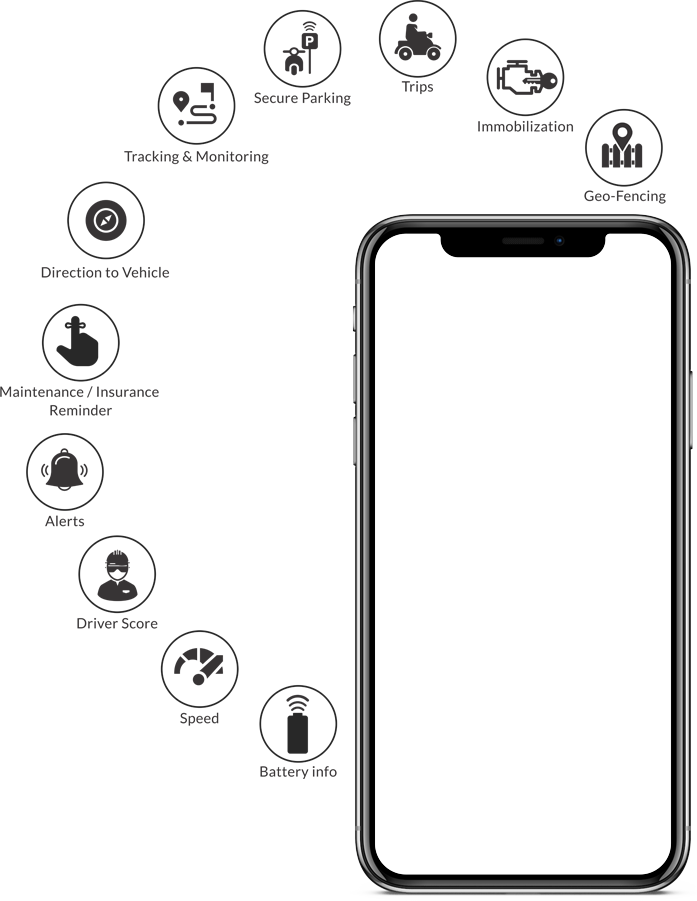 Secure Parking
Trips
Immobilization
Tracking & Monitoring
Geo-Fencing
Direction to Vehicle
Maintenance / Insurance
Reminder
Alerts
Driver Score
Speed
Battery info
P